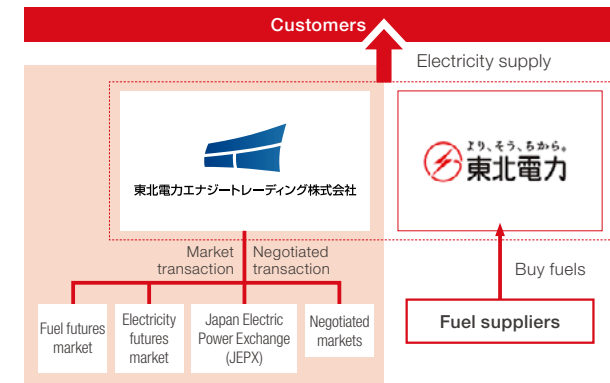 Customers
Electricity supply
東北電力エナジートレーディング株式会社
より、そう、ちから。
東北電力
Market
transaction
Negotiated
transaction
Buy fuels
Fuel futures
market
Electricity
futures
market
Japan Electric
Power Exchange
(JEPX)
Negotiated
markets
Fuel suppliers